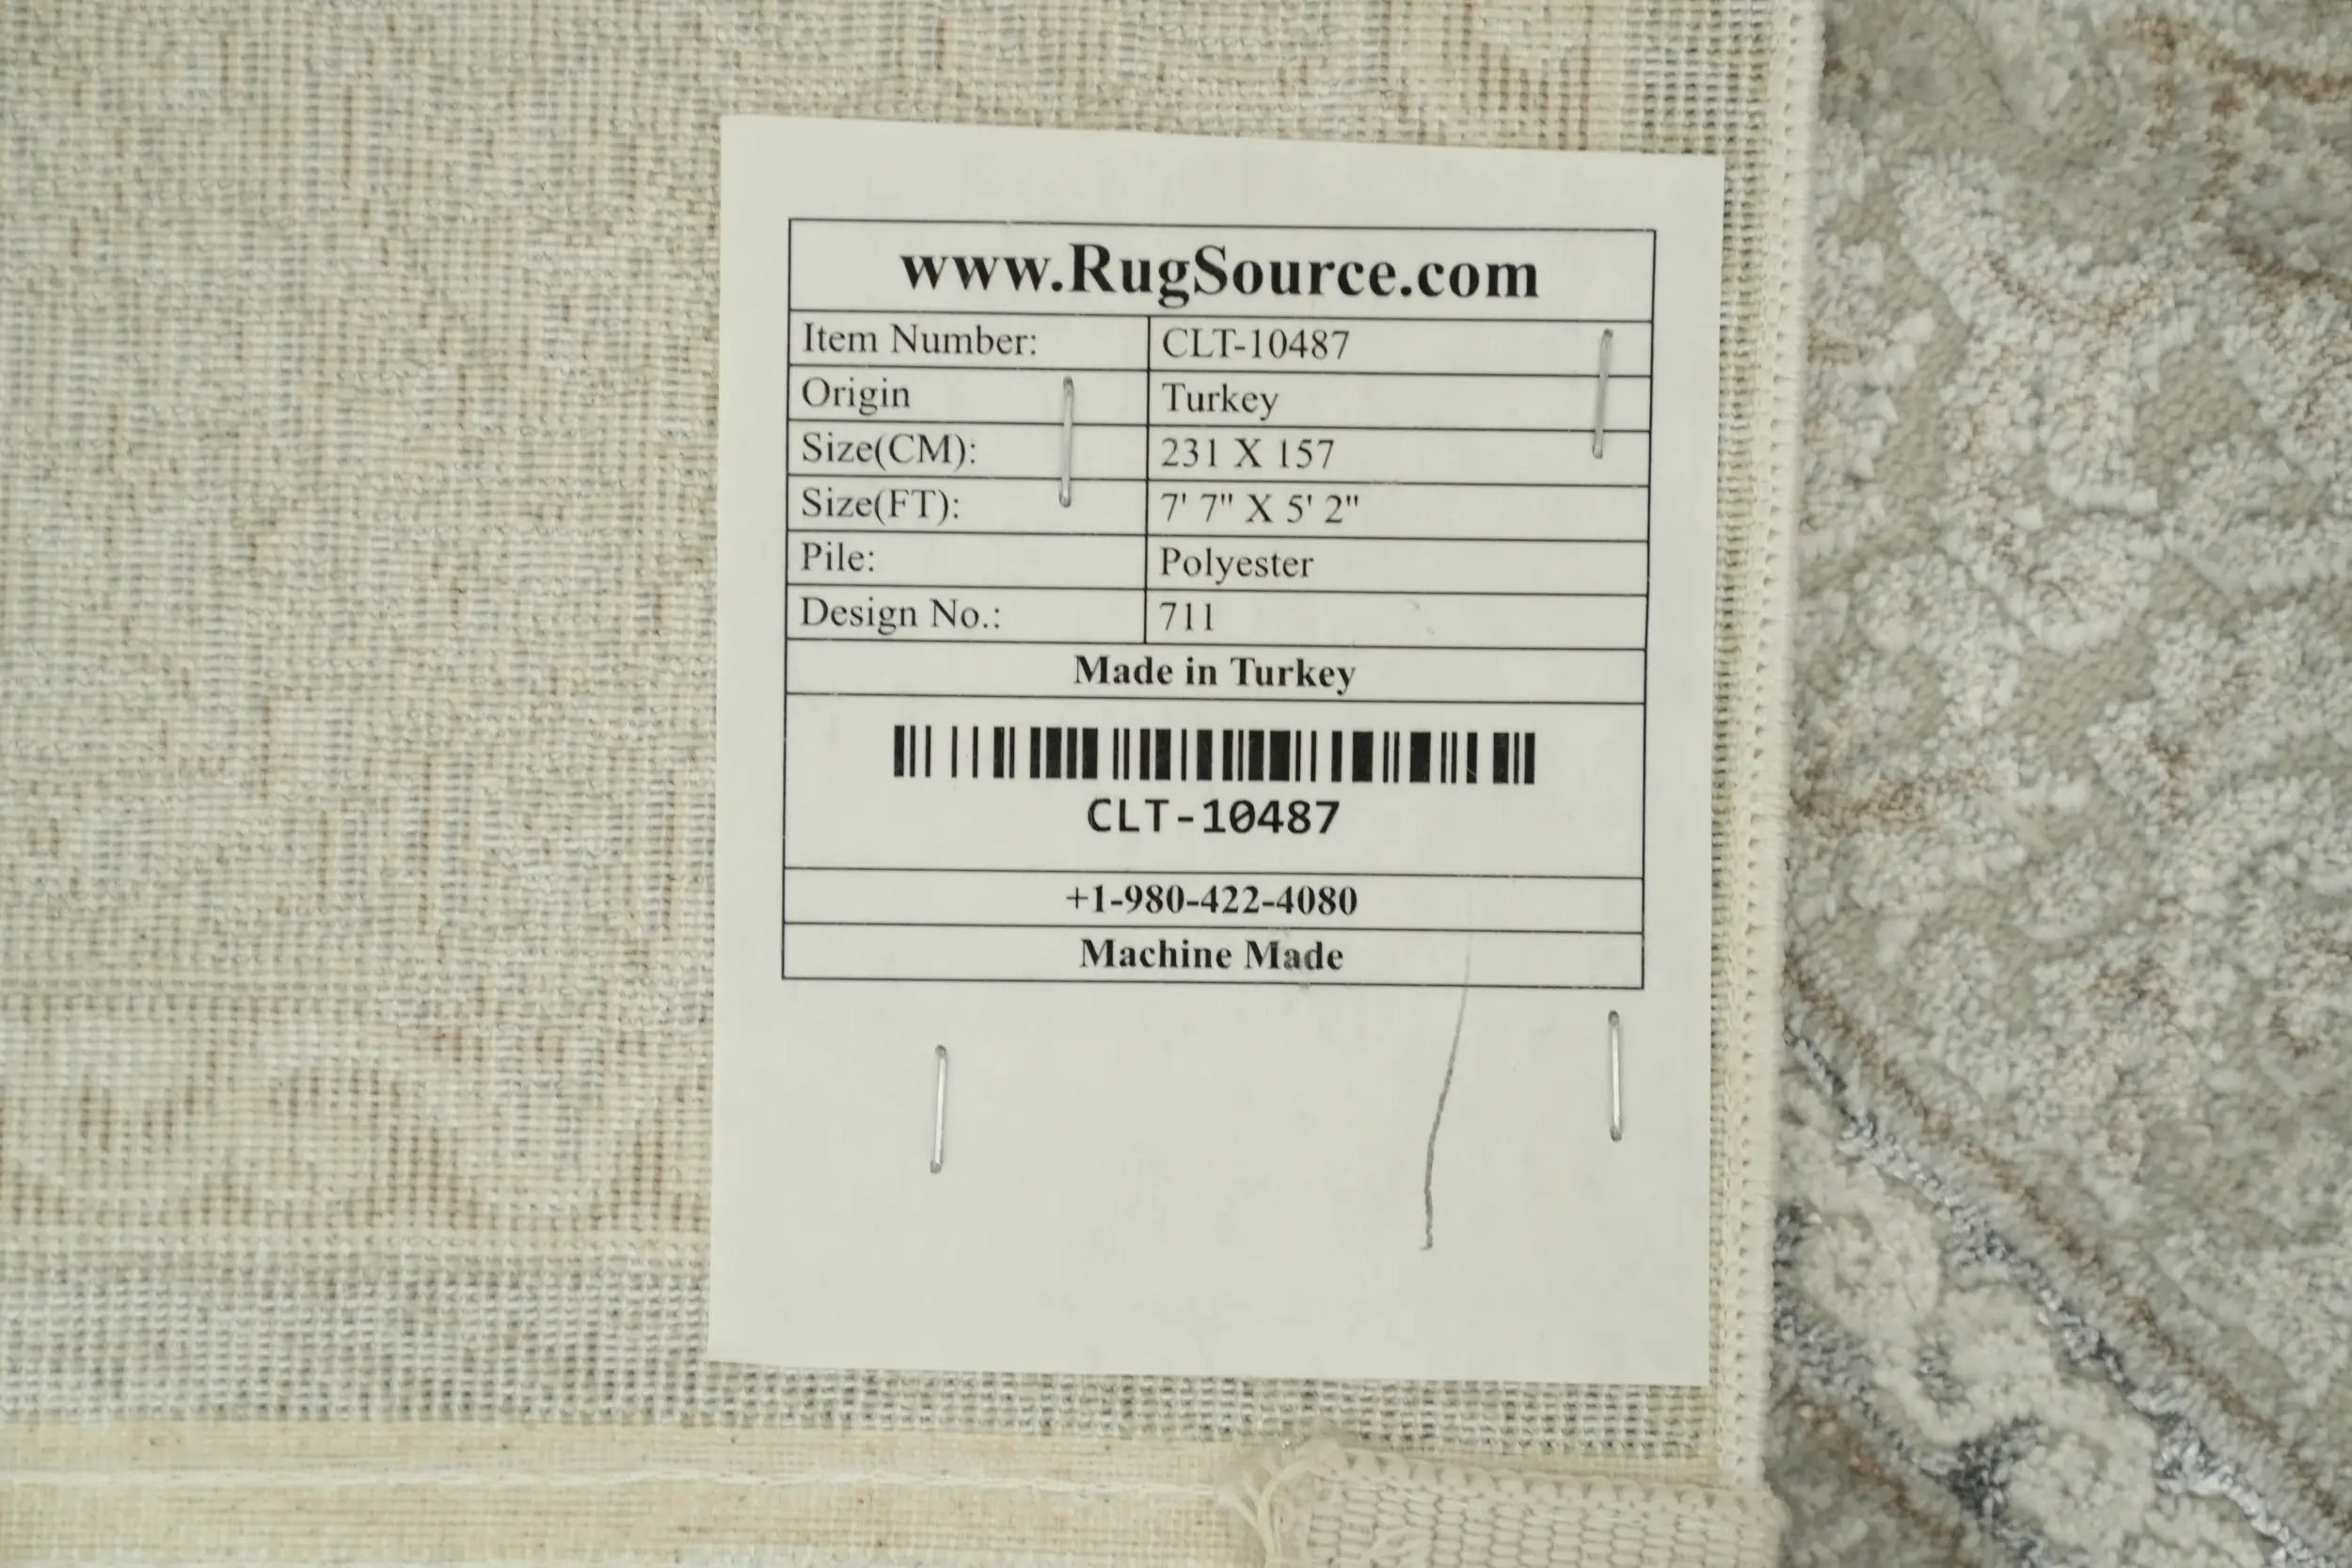 www.RugSource.com
Item Number: CLT-10487
Origin Turkey
Size(CM): 231 X 157
Size(FT): 7' 7" X 5' 2"
Pile: Polyester
Design No.: 711
Made in Turkey
CLT-10487
+1-980-422-4080
Machine Made